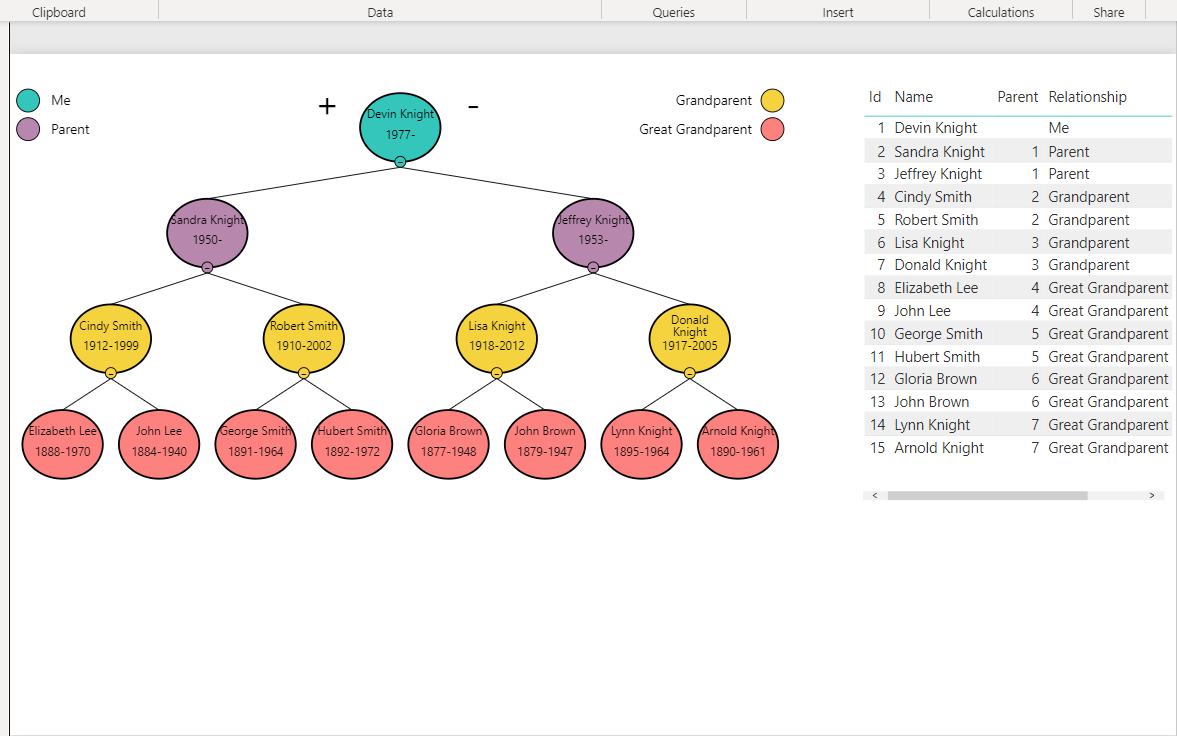 Clipboard Data Queries Insert Calculations Share
Me
Parent
+
-
Grandparent
Great Grandparent
Devin Knight
1977-
Sandra Knight
1950-
Jeffrey Knight
1953-
Cindy Smith
1912-1999
Robert Smith
1910-2002
Lisa Knight
1918-2012
Donald
Knight
1917-2005
Elizabeth Lee
1888-1970
John Lee
1884-1940
George Smith
1891-1964
Hubert Smith
1892-1972
Gloria Brown
1877-1948
John Brown
1879-1947
Lynn Knight
1895-1964
Arnold Knight
1890-1961
Id Name Parent Relationship
1 Devin Knight Me
2 Sandra Knight 1 Parent
3 Jeffrey Knight 1 Parent
4 Cindy Smith 2 Grandparent
5 Robert Smith 2 Grandparent
6 Lisa Knight 3 Grandparent
7 Donald Knight 3 Grandparent
8 Elizabeth Lee 4 Great Grandparent
9 John Lee 4 Great Grandparent
10 George Smith 5 Great Grandparent
11 Hubert Smith 5 Great Grandparent
12 Gloria Brown 6 Great Grandparent
13 John Brown 6 Great Grandparent
14 Lynn Knight 7 Great Grandparent
15 Arnold Knight 7 Great Grandparent